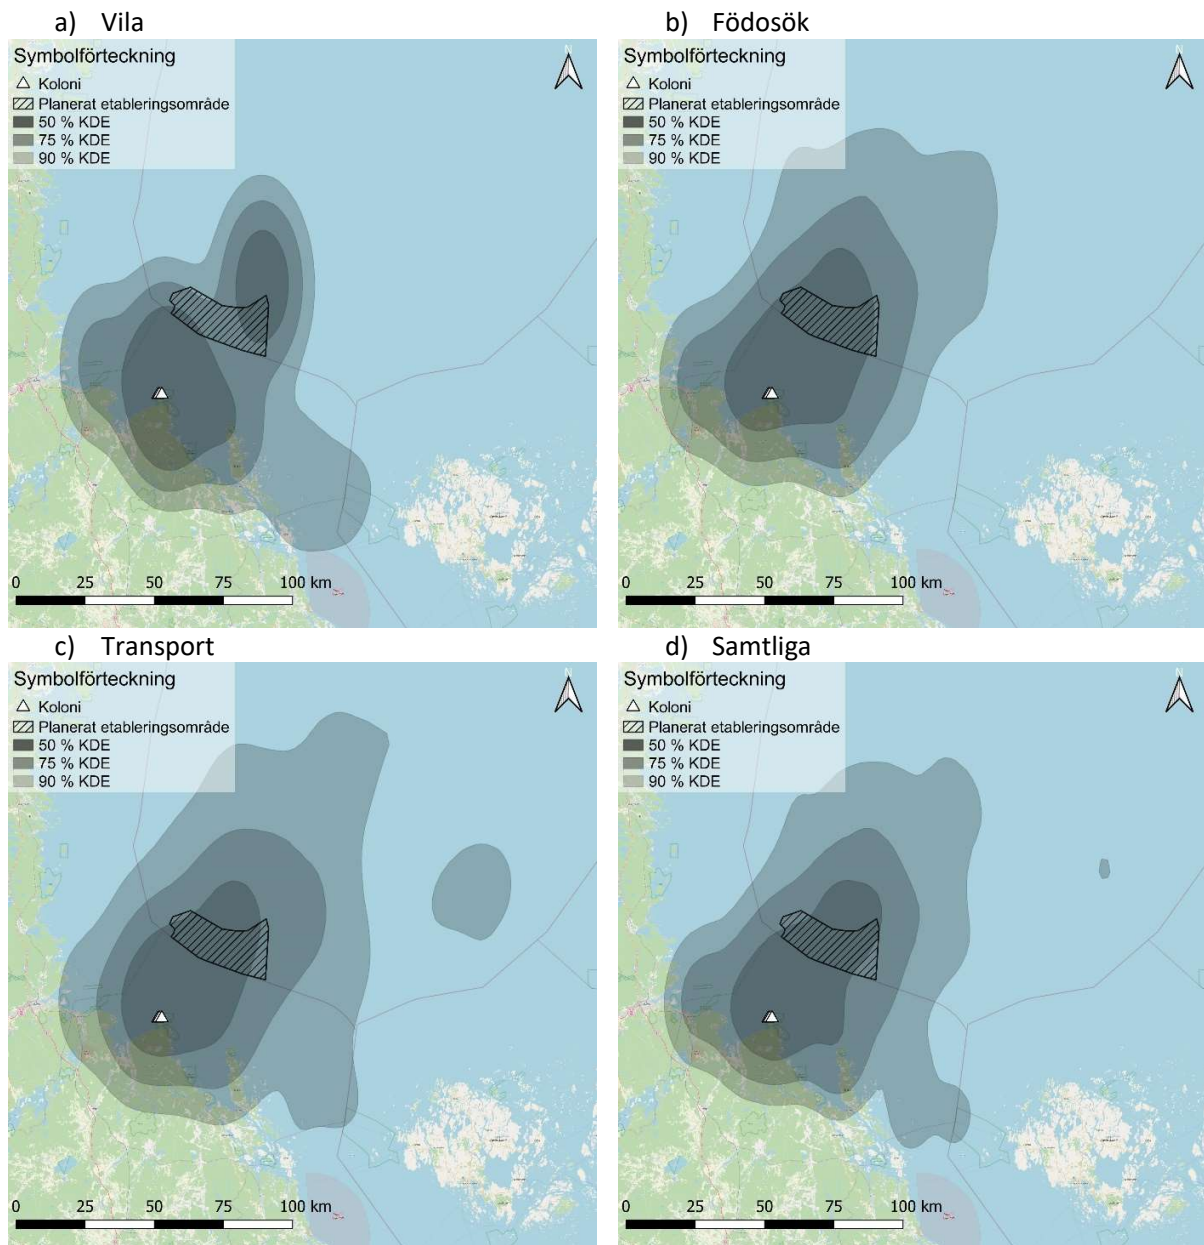 a) Vila
Symbolförteckning
Koloni
Planerat etableringsområde
50 % KDE
75 % KDE
90 % KDE
N
0 25 50 75 100 km
b) Födosök
Symbolförteckning
Koloni
Planerat etableringsområde
50 % KDE
75 % KDE
90 % KDE
N
0 25 50 75 100 km
c) Transport
Symbolförteckning
Koloni
Planerat etableringsområde
50 % KDE
75 % KDE
90 % KDE
N
0 25 50 75 100 km
d) Samtliga
Symbolförteckning
Koloni
Planerat etableringsområde
50 % KDE
75 % KDE
90 % KDE
N
0 25 50 75 100 km